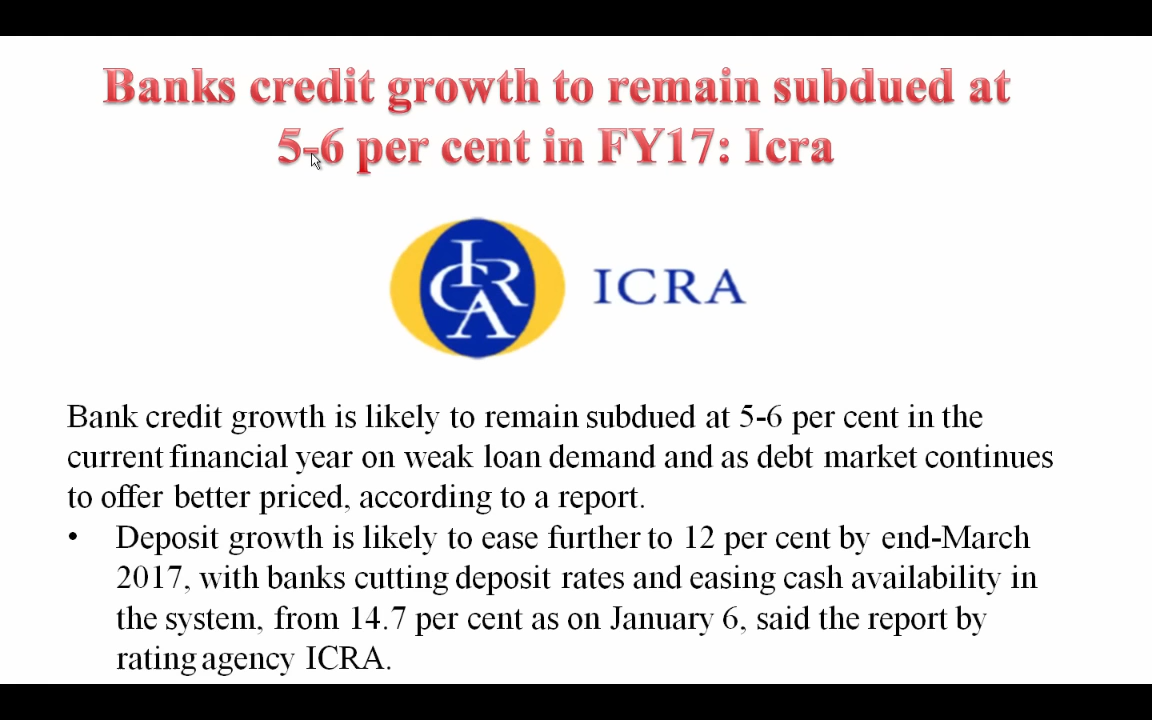 Banks credit growth to remain subdued at
5-6 per cent in FY17: Icra
ICRA
ICRA
Bank credit growth is likely to remain subdued at 5-6 per cent in the
current financial year on weak loan demand and as debt market continues
to offer better priced, according to a report.
• Deposit growth is likely to ease further to 12 per cent by end-March
2017, with banks cutting deposit rates and easing cash availability in
the system, from 14.7 per cent as on January 6, said the report by
rating agency ICRA.